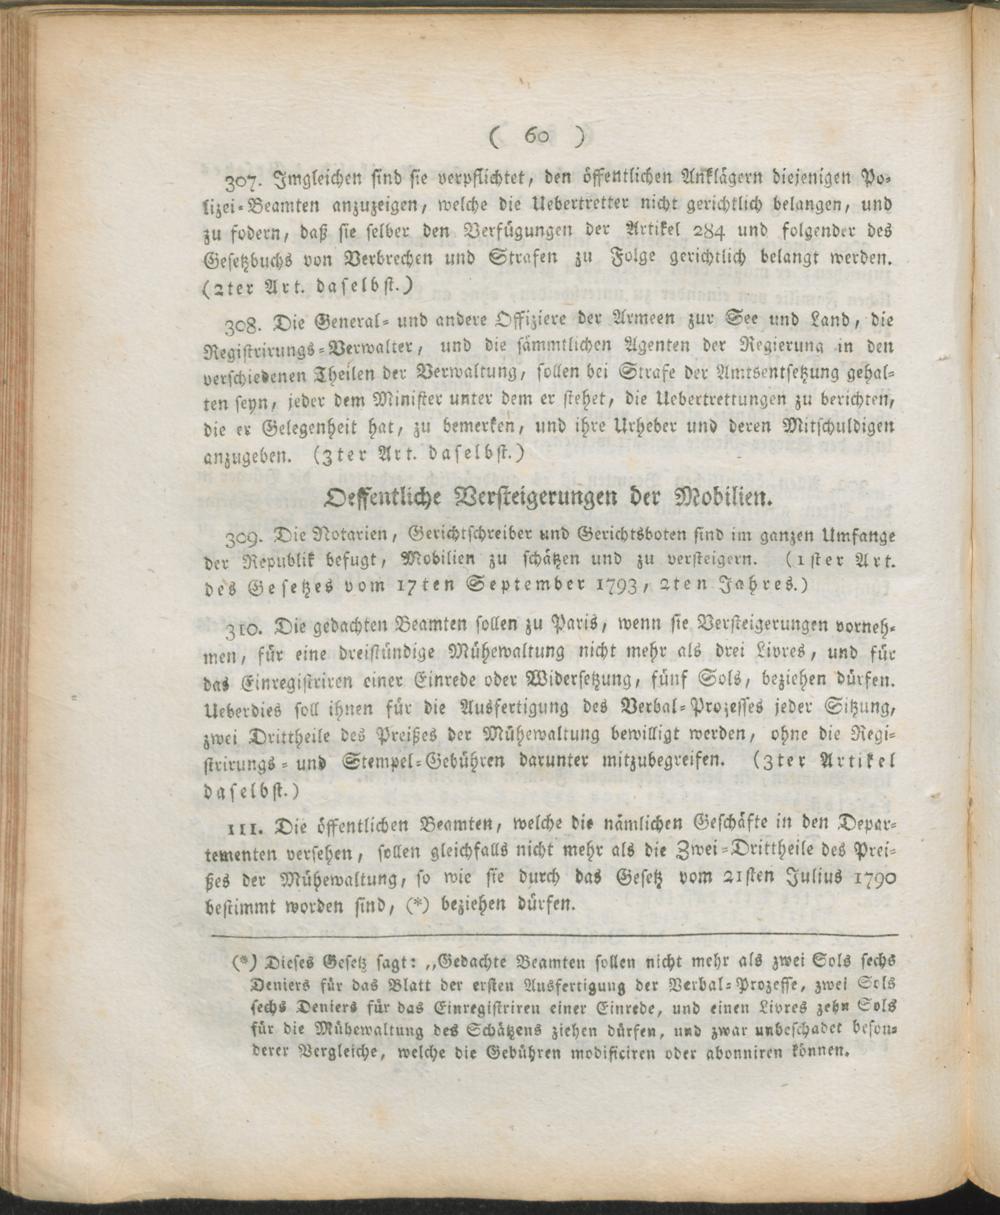 ( 60 )
307. Imgleichen sind sie verpflichtet, den öffentlichen Anklägern diejenigen Po-
lizei-Beamten anzuzeigen, welche die Uebertretter nicht gerichtlich belangen, und
zu fodern, daß sie selber den Verfügungen der Artikel 284 und folgender des
Gesetzbuchs von Verbrechen und Strafen zu Folge gerichtlich belangt werden.
(2ter Art. daselbst.)
308. Die General- und andere Offiziere der Armeen zur See und Land, die
Registrirungs-Verwalter, und die sämmtlichen Agenten der Regierung in den
verschiedenen Theilen der Verwaltung, sollen bei Strafe der Amtsentsetzung gehal-
ten seyn, jeder dem Minister unter dem er stehet, die Uebertrettungen zu berichten,
die er Gelegenheit hat, zu bemerken, und ihre Urheber und deren Mitschuldigen
anzugeben. (3ter Art. daselbst.)
Oeffentliche Versteigerungen der Mobilien.
309. Die Notarien, Gerichtschreiber und Gerichtsboten sind im ganzen Umfange
der Republik befugt, Mobilien zu schätzen und zu versteigern. (1ster Art.
des Gesetzes vom 17ten September 1793, 2ten Jahres.)
310. Die gedachten Beamten sollen zu Paris, wenn sie Versteigerungen vorneh-
men, für eine dreistündige Mühewaltung nicht mehr als drei Livres, und für
das Einregistriren einer Einrede oder Widersetzung, fünf Sols, beziehen dürfen.
Ueberdies soll ihnen für die Ausfertigung des Verbal-Prozesses jeder Sitzung,
zwei Drittheile des Preißes der Mühewaltung bewilligt werden, ohne die Regi-
strirungs- und Stempel-Gebühren darunter mitzubegreifen. (3ter Artikel
daselbst.)
111. Die öffentlichen Beamten, welche die nämlichen Geschäfte in den Depar-
tementen versehen, sollen gleichfalls nicht mehr als die Zwei-Drittheile des Prei-
ßes der Mühewaltung, so wie sie durch das Gesetz vom 21sten Julius 1790
bestimmt worden sind, (*) beziehen dürfen.
(*) Dieses Gesetz sagt: „Gedachte Beamten sollen nicht mehr als zwei Sols sechs
Deniers für das Blatt der ersten Ausfertigung der Verbal-Prozesse, zwei Sols
sechs Deniers für das Einregistriren einer Einrede, und einen Livres zehn Sols
für die Mühewaltung des Schätzens ziehen dürfen, und zwar unbeschadet beson-
derer Vergleiche, welche die Gebühren modificiren oder abonniren können.